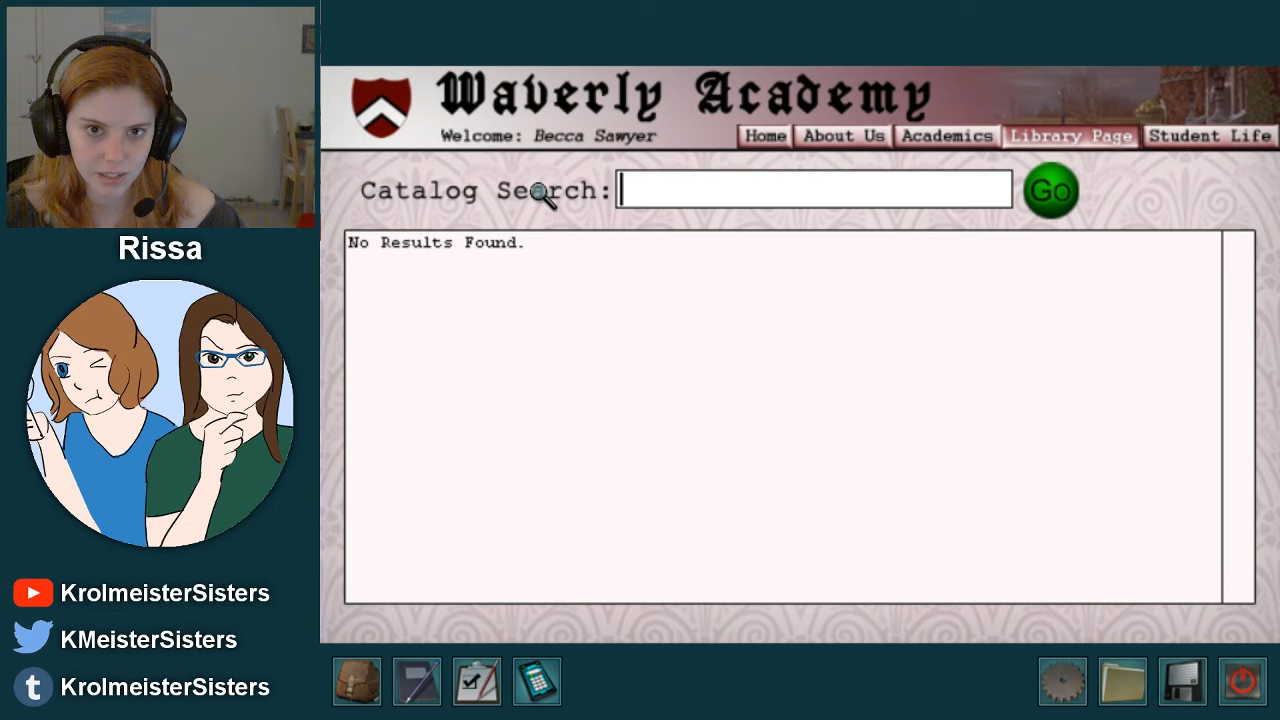 Waverly Academy
Welcome: Becca Sawyer
Home
About Us
Academics
Library Page
Student Life
Catalog Search:
Go
No Results Found.
Rissa
KrolmeisterSisters
KMeisterSisters
t
KrolmeisterSisters